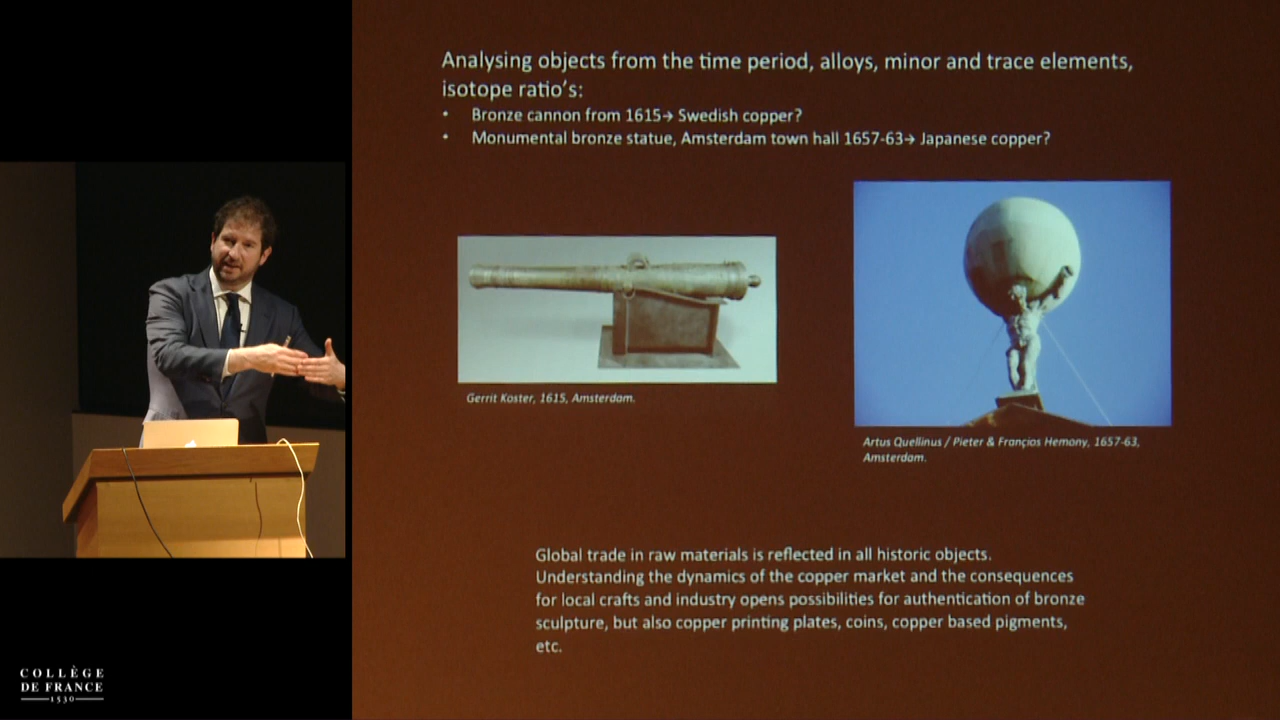 Analysing objects from the time period, alloys, minor and trace elements,
isotope ratio's:
• Bronze cannon from 1615→ Swedish copper?
• Monumental bronze statue, Amsterdam town hall 1657-63→ Japanese copper?
Gerrit Koster, 1615, Amsterdam.
Artus Quellinus / Pieter & Françios Hemony, 1657-63,
Amsterdam.
Global trade in raw materials is reflected in all historic objects.
Understanding the dynamics of the copper market and the consequences
for local crafts and industry opens possibilities for authentication of bronze
sculpture, but also copper printing plates, coins, copper based pigments,
etc.
COLLÈGE
DE FRANCE
1530